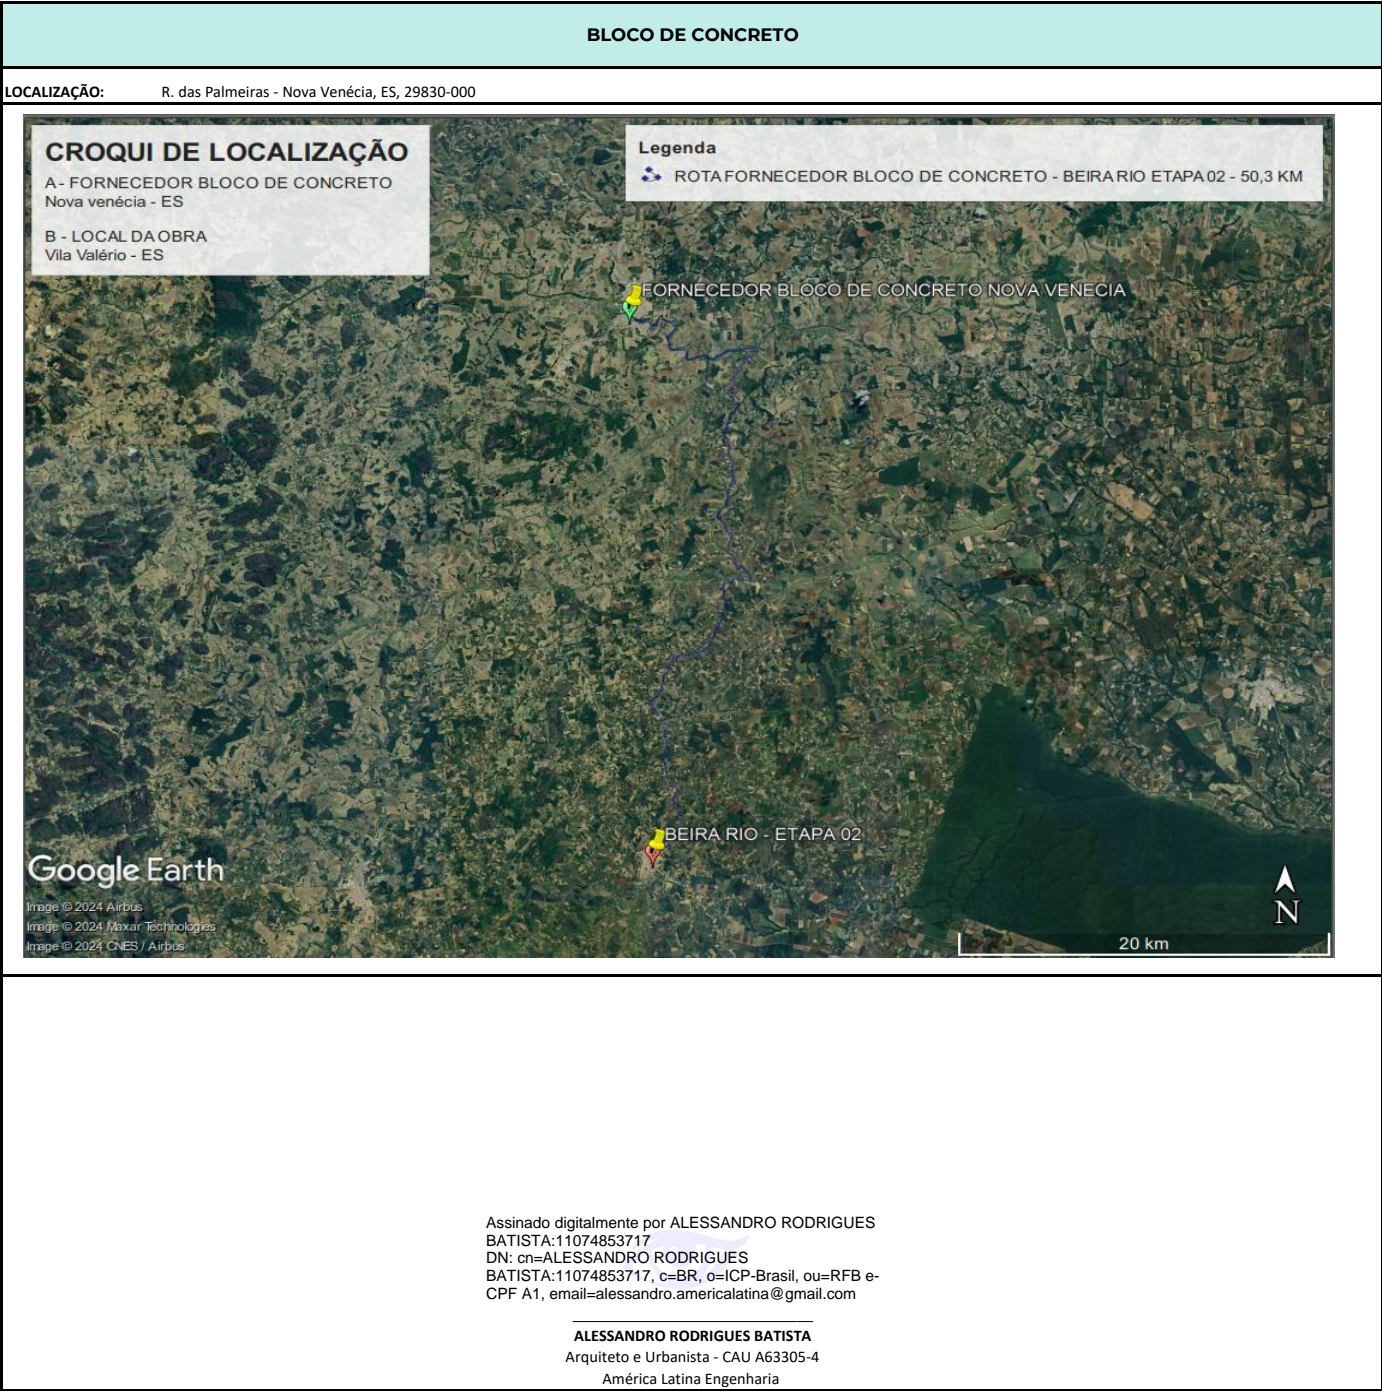 BLOCO DE CONCRETO
LOCALIZAÇÃO: R. das Palmeiras - Nova Venécia, ES, 29830-000
CROQUI DE LOCALIZAÇÃO
A - FORNECEDOR BLOCO DE CONCRETO
Nova venécia - ES
B - LOCAL DA OBRA
Vila Valério - ES
Legenda
ROTA FORNECEDOR BLOCO DE CONCRETO - BEIRA RIO ETAPA 02 - 50,3 KM
FORNECEDOR BLOCO DE CONCRETO NOVA VENECIA
BEIRA RIO - ETAPA 02
Google Earth
Image © 2024 Airbus
Image © 2024 Maxar Technologies
Image © 2024 CNES / Airbus
N
20 km
Assinado digitalmente por ALESSANDRO RODRIGUES
BATISTA:11074853717
DN: cn=ALESSANDRO RODRIGUES
BATISTA:11074853717, c=BR, o=ICP-Brasil, ou=RFB e-
CPF A1, email=alessandro.americalatina@gmail.com
ALESSANDRO RODRIGUES BATISTA
Arquiteto e Urbanista - CAU A63305-4
América Latina Engenharia